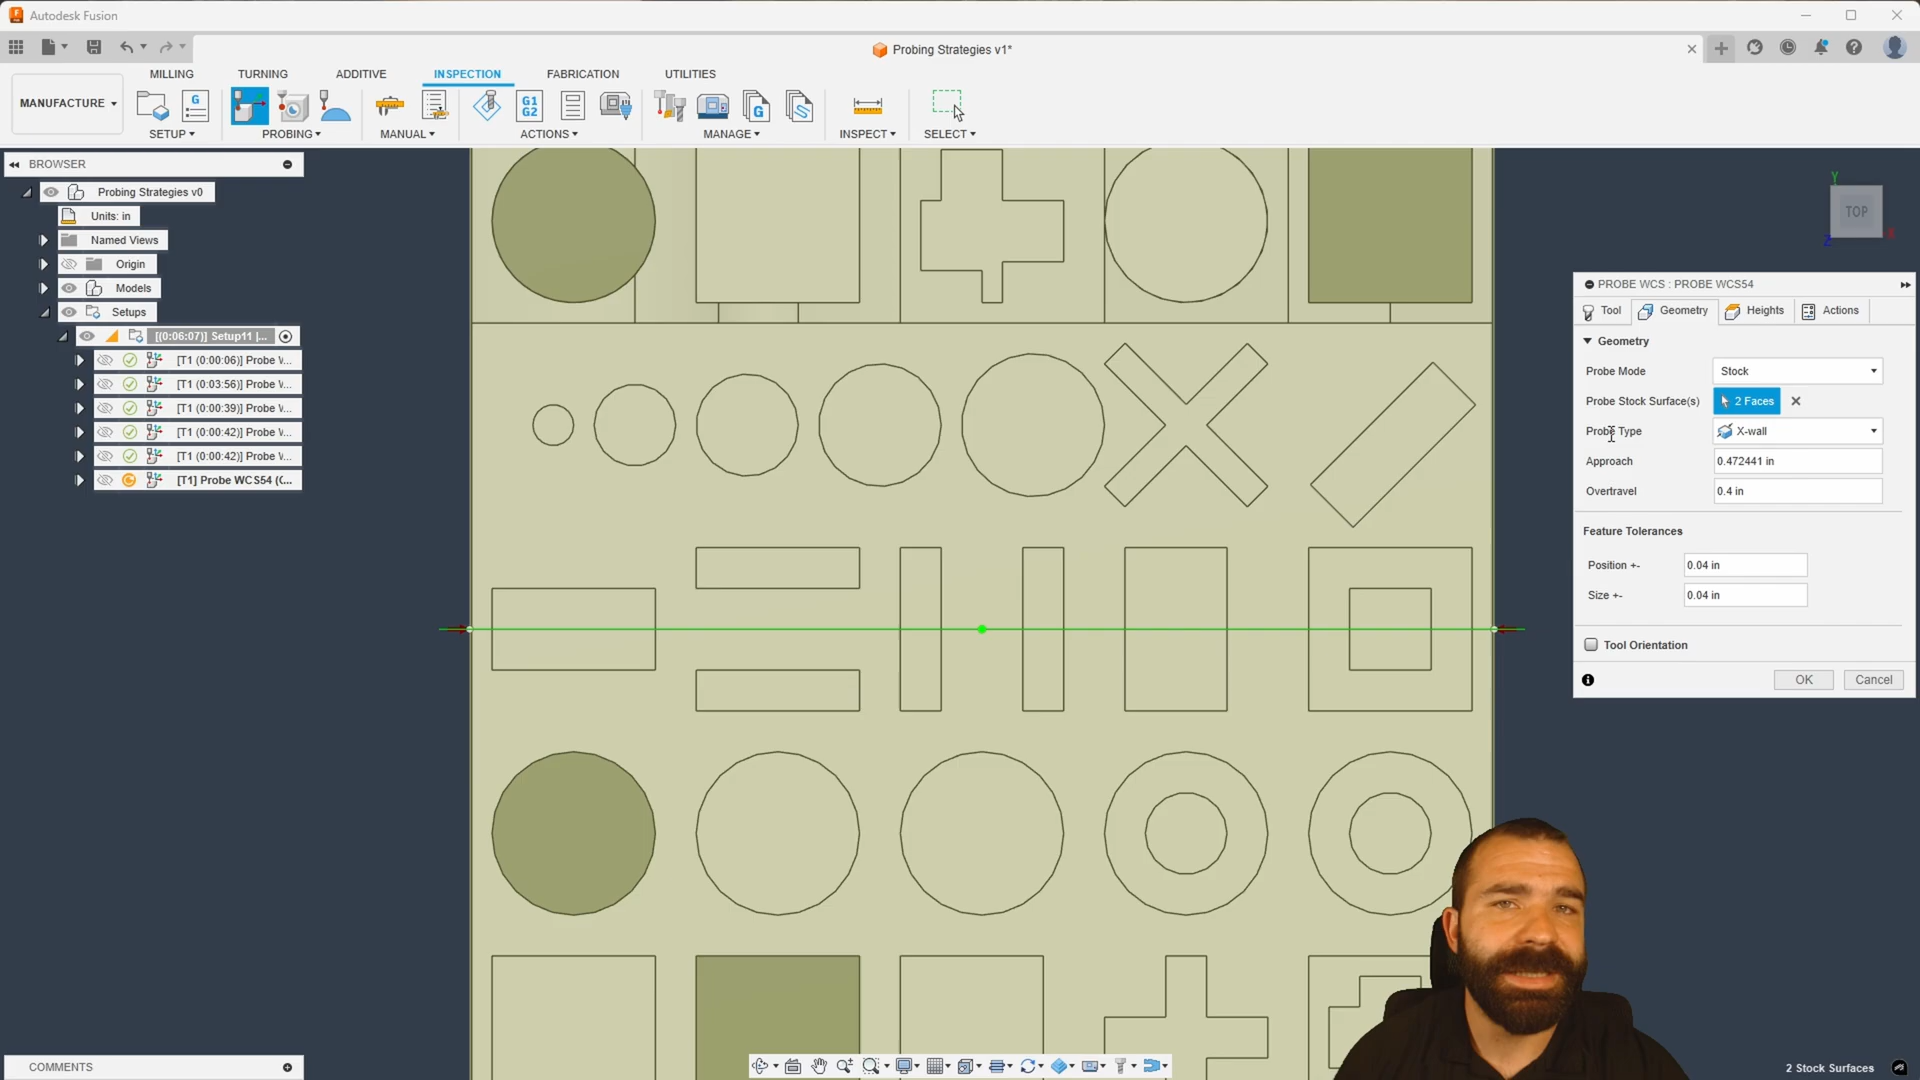 Autodesk Fusion
Probing Strategies v1*
MANUFACTURE
MILLING TURNING ADDITIVE INSPECTION FABRICATION UTILITIES
G
G1
G2
G
SETUP PROBING MANUAL ACTIONS MANAGE INSPECT SELECT
BROWSER
Probing Strategies v0
Units: in
Named Views
Origin
Models
Setups
[(0:06:07)] Setup11 |...
[T1 (0:00:06)] Probe V...
[T1 (0:03:56)] Probe V...
[T1 (0:00:39)] Probe V...
[T1 (0:00:42)] Probe V...
[T1 (0:00:42)] Probe V...
[T1] Probe WCS54 (C...
Y
TOP
X
Z
PROBE WCS : PROBE WCS54
Tool Geometry Heights Actions
Geometry
Probe Mode Stock
Probe Stock Surface(s) 2 Faces
Probe Type X-wall
Approach 0.472441 in
Overtravel 0.4 in
Feature Tolerances
Position +- 0.04 in
Size +- 0.04 in
Tool Orientation
OK Cancel
COMMENTS
2 Stock Surfaces